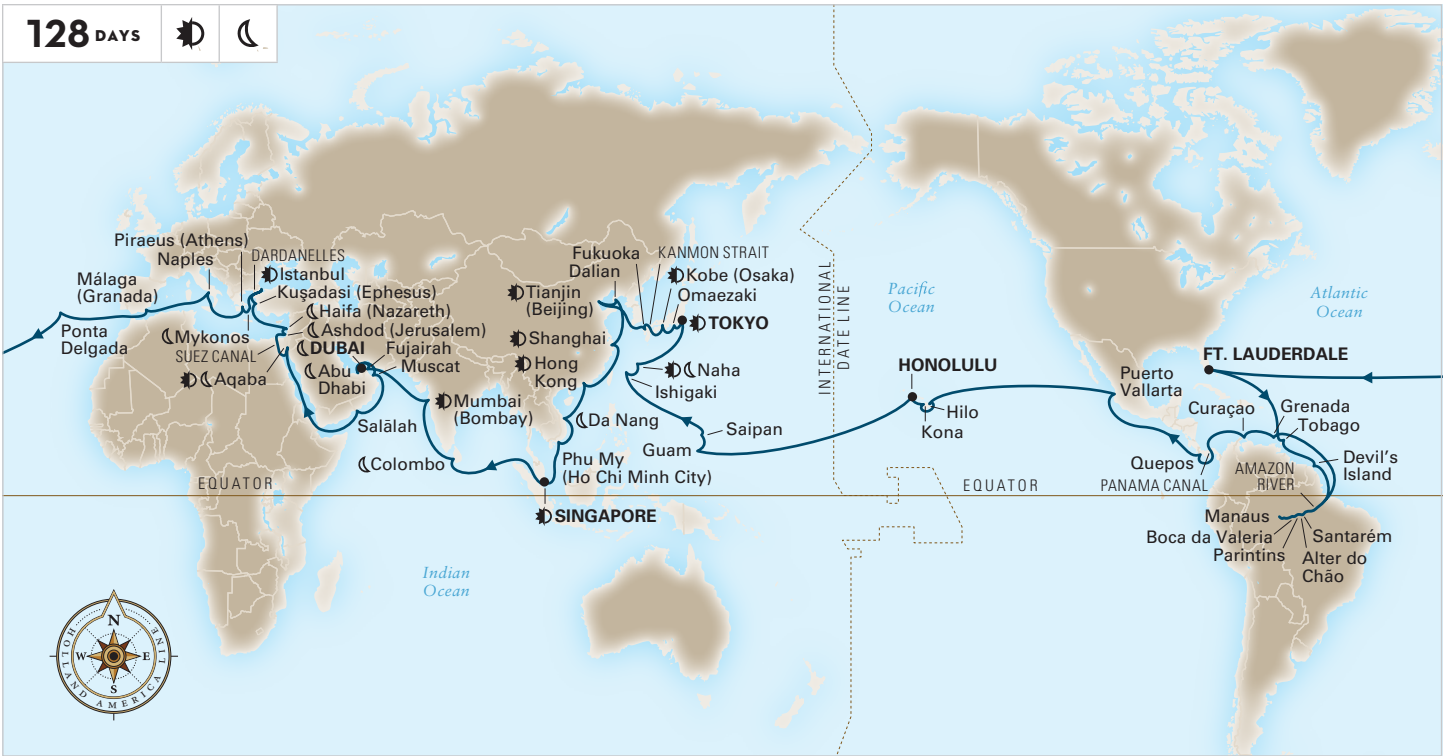 128 DAYS
Piraeus (Athens)
Naples
DARDANELLES
Istanbul
Málaga
(Granada)
Kuşadasi (Ephesus)
Haifa (Nazareth)
Ashdod (Jerusalem)
Ponta
Delgada
Mykonos
SUEZ CANAL
DUBAI
Fujairah
Muscat
Abu
Dhabi
Aqaba
Salālah
Mumbai
(Bombay)
Colombo
EQUATOR
Fukuoka
Dalian
KANMON STRAIT
Kobe (Osaka)
Omaezaki
Tianjin
(Beijing)
TOKYO
Shanghai
Hong
Kong
Naha
Ishigaki
Da Nang
Saipan
Guam
Phu My
(Ho Chi Minh City)
SINGAPORE
Indian
Ocean
INTERNATIONAL
DATE LINE
Pacific
Ocean
HONOLULU
Hilo
Kona
EQUATOR
Atlantic
Ocean
FT. LAUDERDALE
Puerto
Vallarta
Curaçao
Grenada
Tobago
Devil's
Island
Quepos
PANAMA CANAL
AMAZON
RIVER
Manaus
Boca da Valeria
Parintins
Santarém
Alter do
Chão
N
W
E
S
HOLLAND AMERICA LINE